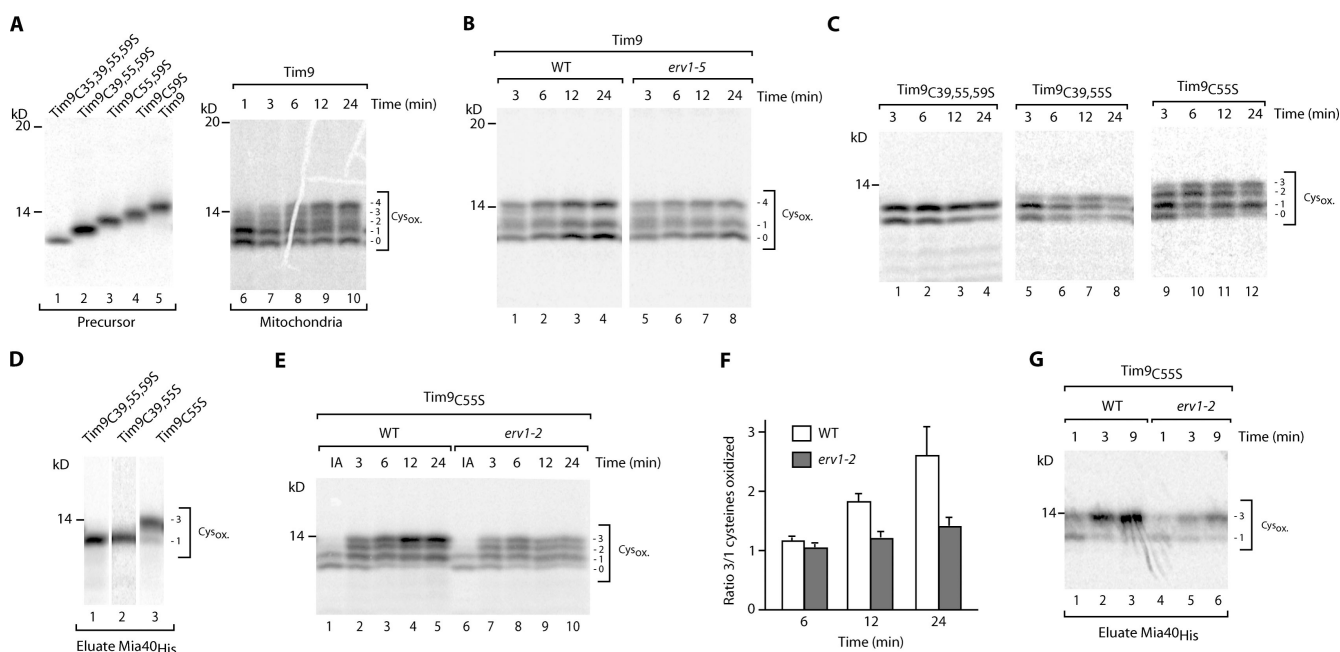 A
Tim9C35,39,55,59S
Tim9C39,55,59S
Tim9C55,59S
Tim9C59S
Tim9
kD
20
14
1 2 3 4 5
Precursor
Tim9
1 3 6 12 24 Time (min)
kD
20
14
- 4
- 3
- 2
- 1
- 0
Cysox.
6 7 8 9 10
Mitochondria
B
Tim9
WT erv1-5
3 6 12 24 3 6 12 24 Time (min)
kD
20
14
- 4
- 1
- 0
Cysox.
1 2 3 4 5 6 7 8
C
Tim9C39,55,59S Tim9C39,55S Tim9C55S
3 6 12 24 3 6 12 24 3 6 12 24 Time (min)
kD
14
- 3
- 2
- 1
- 0
Cysox.
1 2 3 4 5 6 7 8 9 10 11 12
D
Tim9C39,55,59S
Tim9C39,55S
Tim9C55S
kD
14
- 3
- 1
Cysox.
1 2 3
Eluate Mia40His
E
Tim9C55S
WT erv1-2
IA 3 6 12 24 IA 3 6 12 24 Time (min)
kD
14
- 3
- 2
- 1
- 0
Cysox.
1 2 3 4 5 6 7 8 9 10
F
Ratio 3/1 cysteines oxidized
3
2
1
0
WT
erv1-2
6 12 24
Time (min)
G
Tim9C55S
WT erv1-2
1 3 9 1 3 9 Time (min)
kD
14
- 3
- 1
Cysox.
1 2 3 4 5 6
Eluate Mia40His